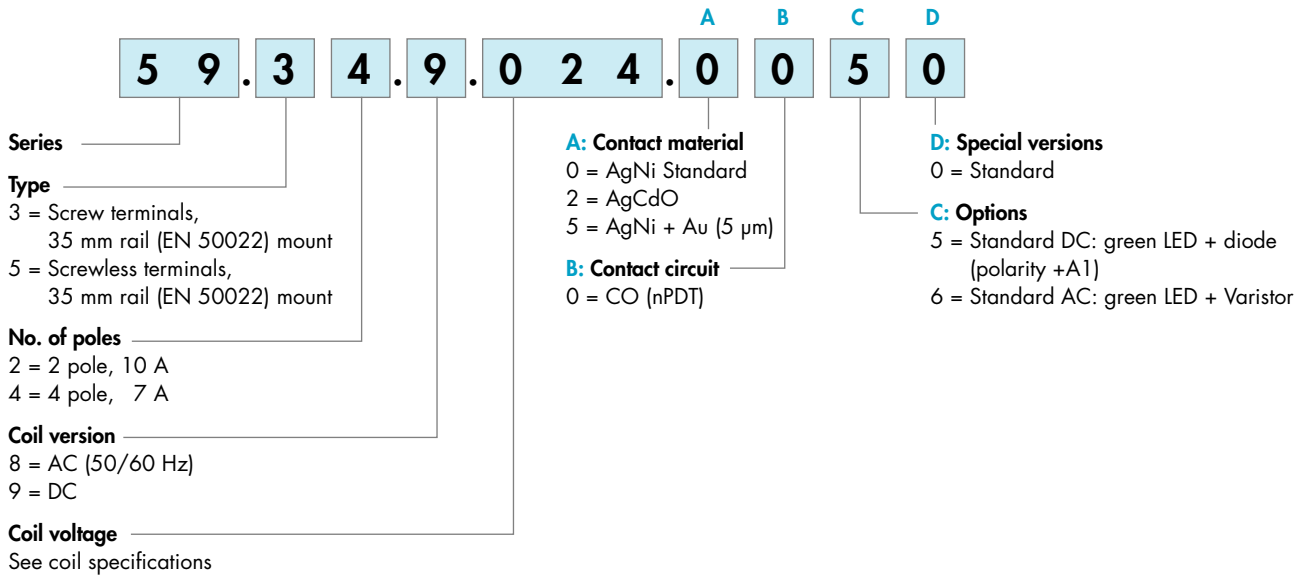 A B C D
5 9 . 3 4 . 9 . 0 2 4 . 0 0 5 0
Series
Type
3 = Screw terminals,
35 mm rail (EN 50022) mount
5 = Screwless terminals,
35 mm rail (EN 50022) mount
No. of poles
2 = 2 pole, 10 A
4 = 4 pole, 7 A
Coil version
8 = AC (50/60 Hz)
9 = DC
Coil voltage
See coil specifications
A: Contact material
0 = AgNi Standard
2 = AgCdO
5 = AgNi + Au (5 µm)
B: Contact circuit
0 = CO (nPDT)
D: Special versions
0 = Standard
C: Options
5 = Standard DC: green LED + diode
(polarity +A1)
6 = Standard AC: green LED + Varistor